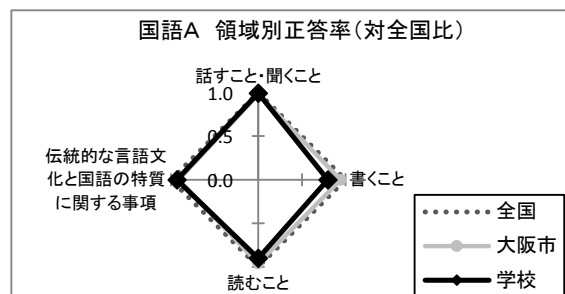 国語A 領域別正答率(対全国比)
話すこと・聞くこと
1.0
0.5
0.0
伝統的な言語文
化と国語の特質
に関する事項
書くこと
読むこと
全国
大阪市
学校